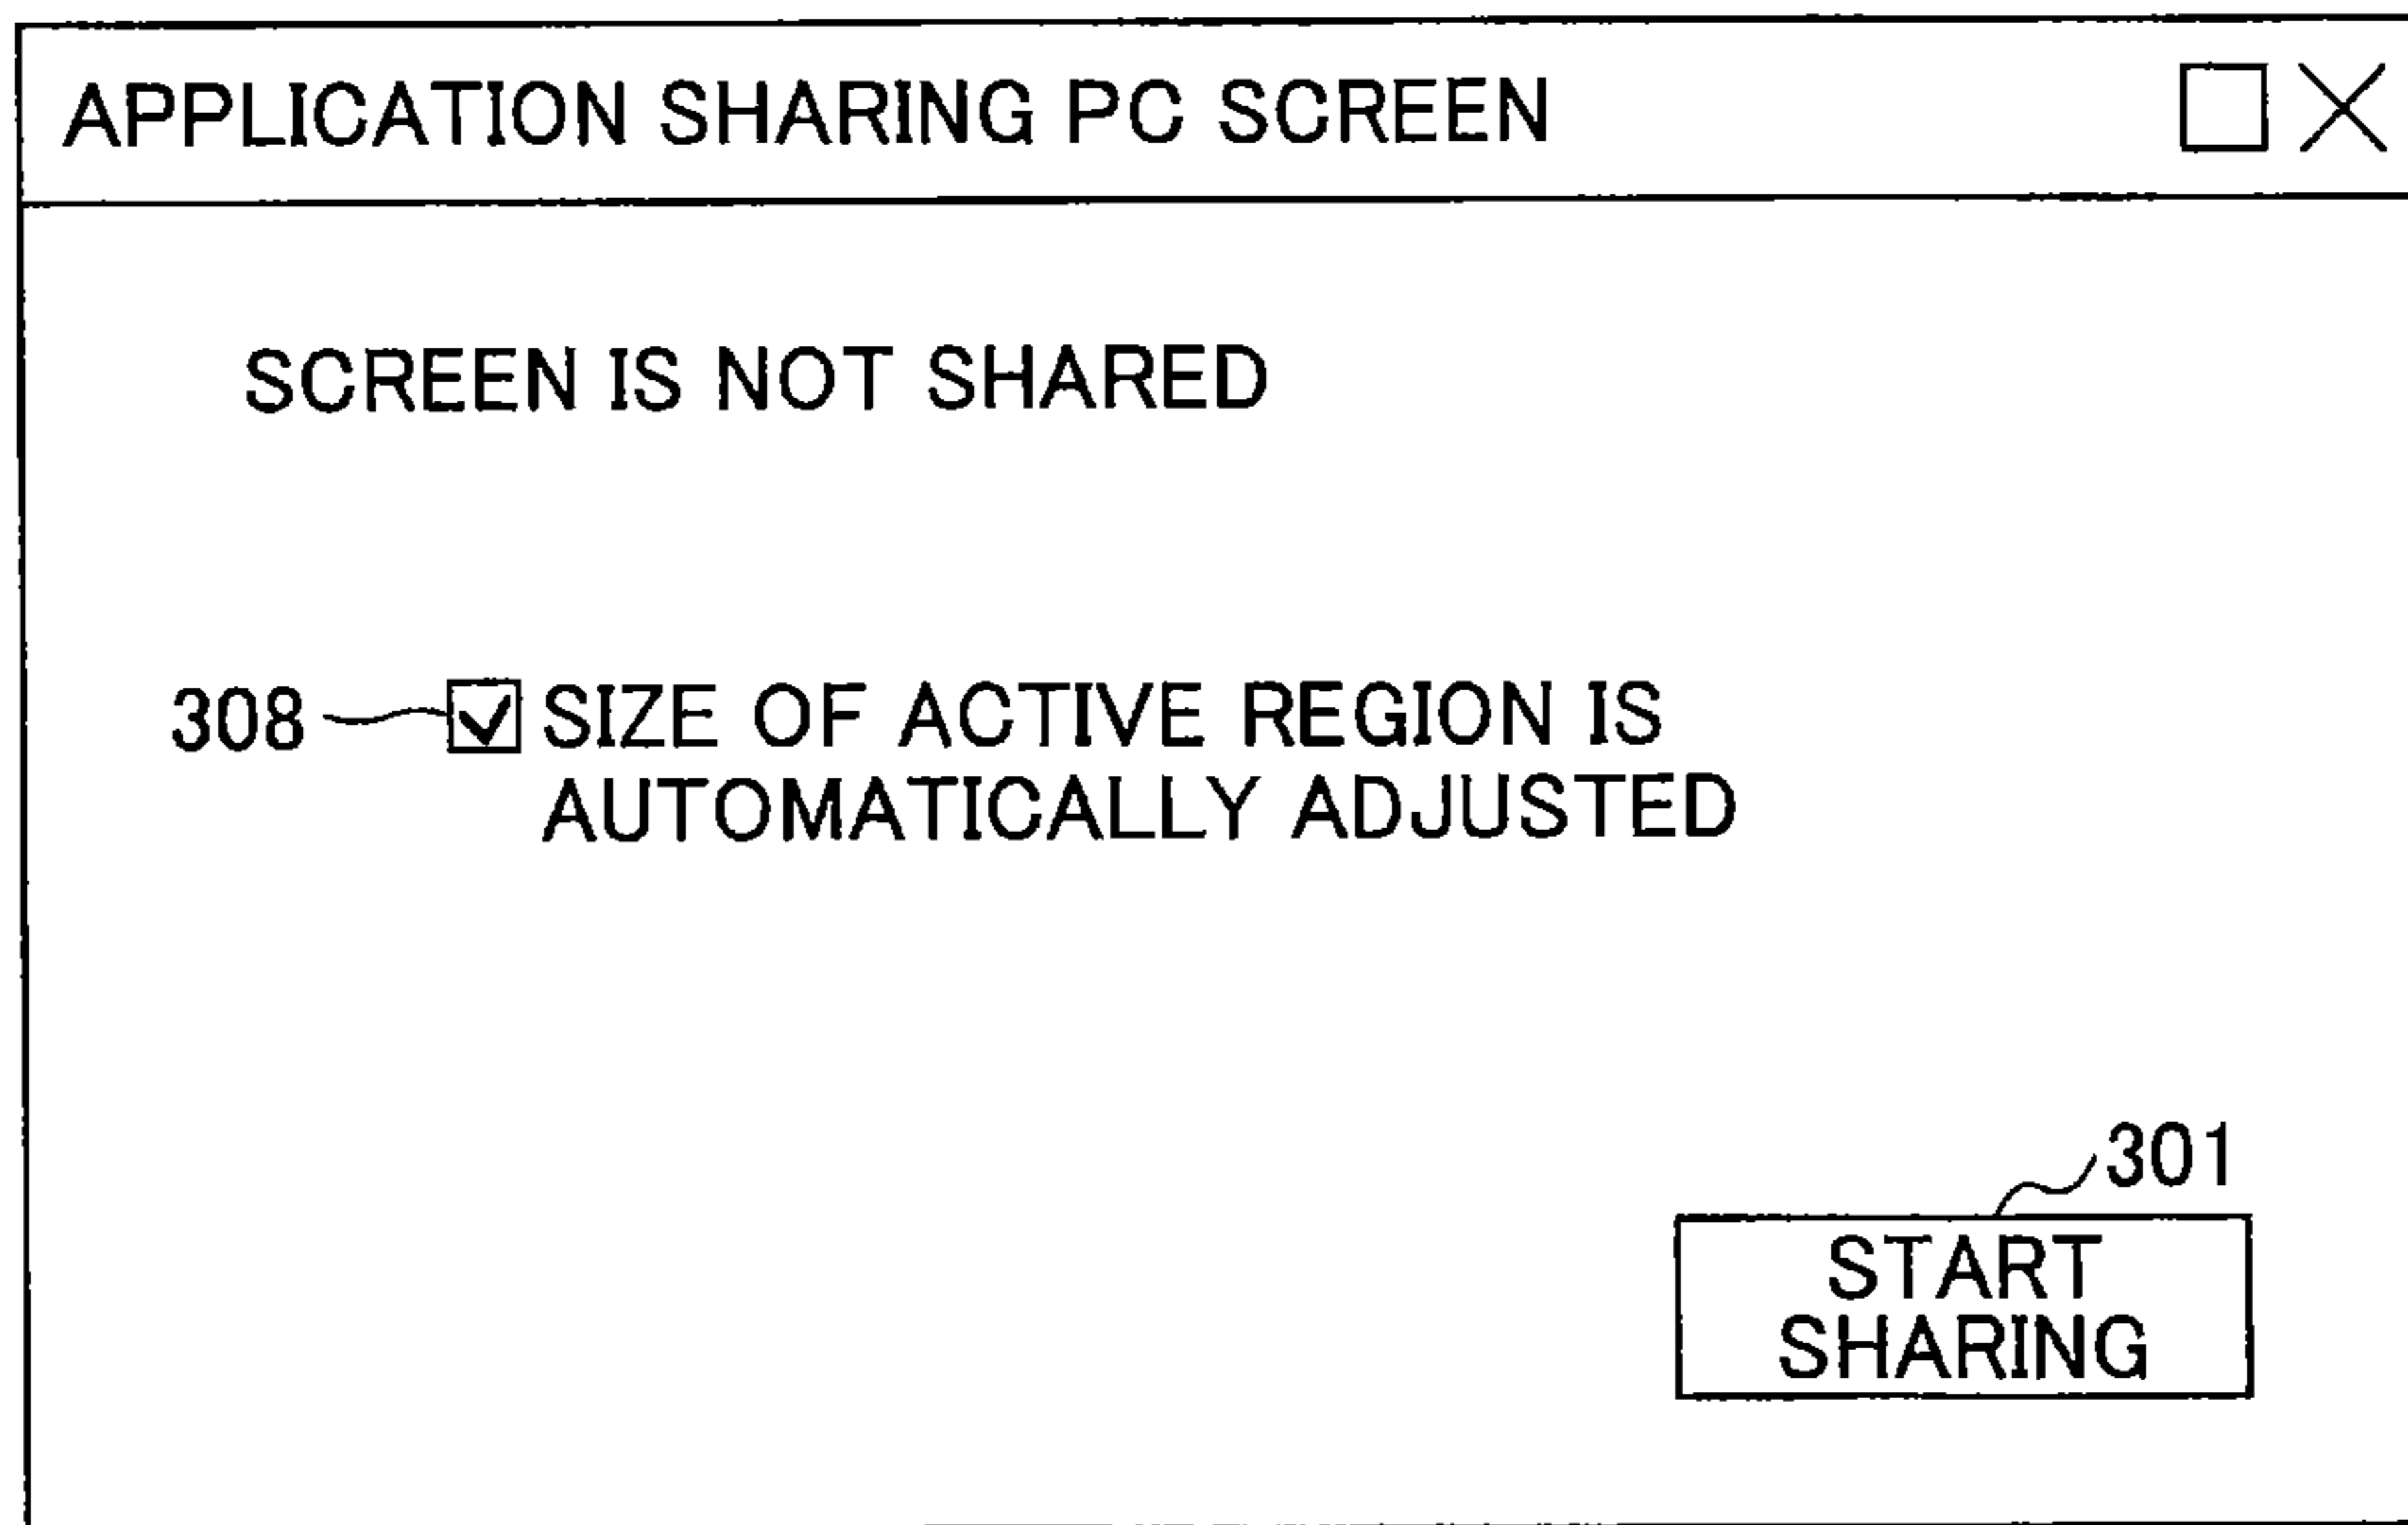 APPLICATION SHARING PC SCREEN
SCREEN IS NOT SHARED
308 SIZE OF ACTIVE REGION IS
AUTOMATICALLY ADJUSTED
301
START
SHARING